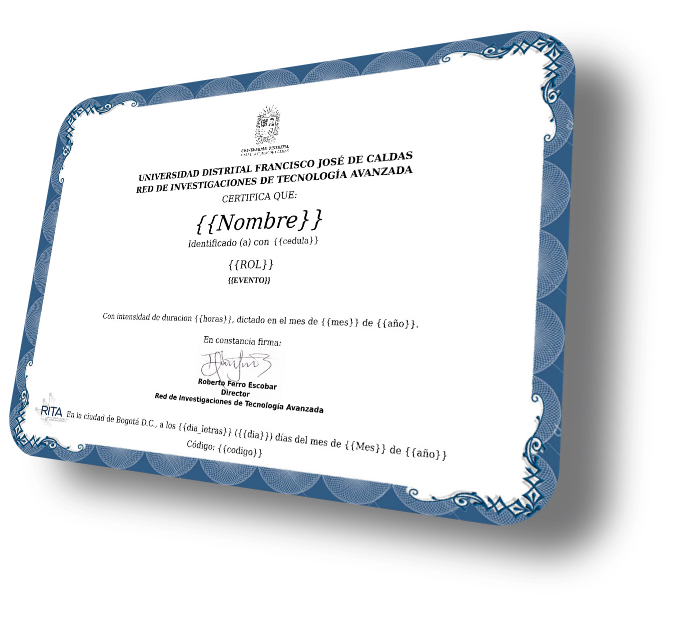 UNIVERSIDAD DISTRITAL FRANCISCO JOSÉ DE CALDAS
RED DE INVESTIGACIONES DE TECNOLOGÍA AVANZADA
CERTIFICA QUE:
{{Nombre}}
Identificado (a) con {{cedula}}
{{ROL}}
{{EVENTO}}
Con intensidad de duracion {{horas}}, dictado en el mes de {{mes}} de {{año}}.
En constancia firma:
Roberto Ferro Escobar
Director
Red de Investigaciones de Tecnología Avanzada
RITA
En la ciudad de Bogotá D.C., a los {{dia_letras}} ({{dia}}) días del mes de {{Mes}} de {{año}}
Código: {{codigo}}